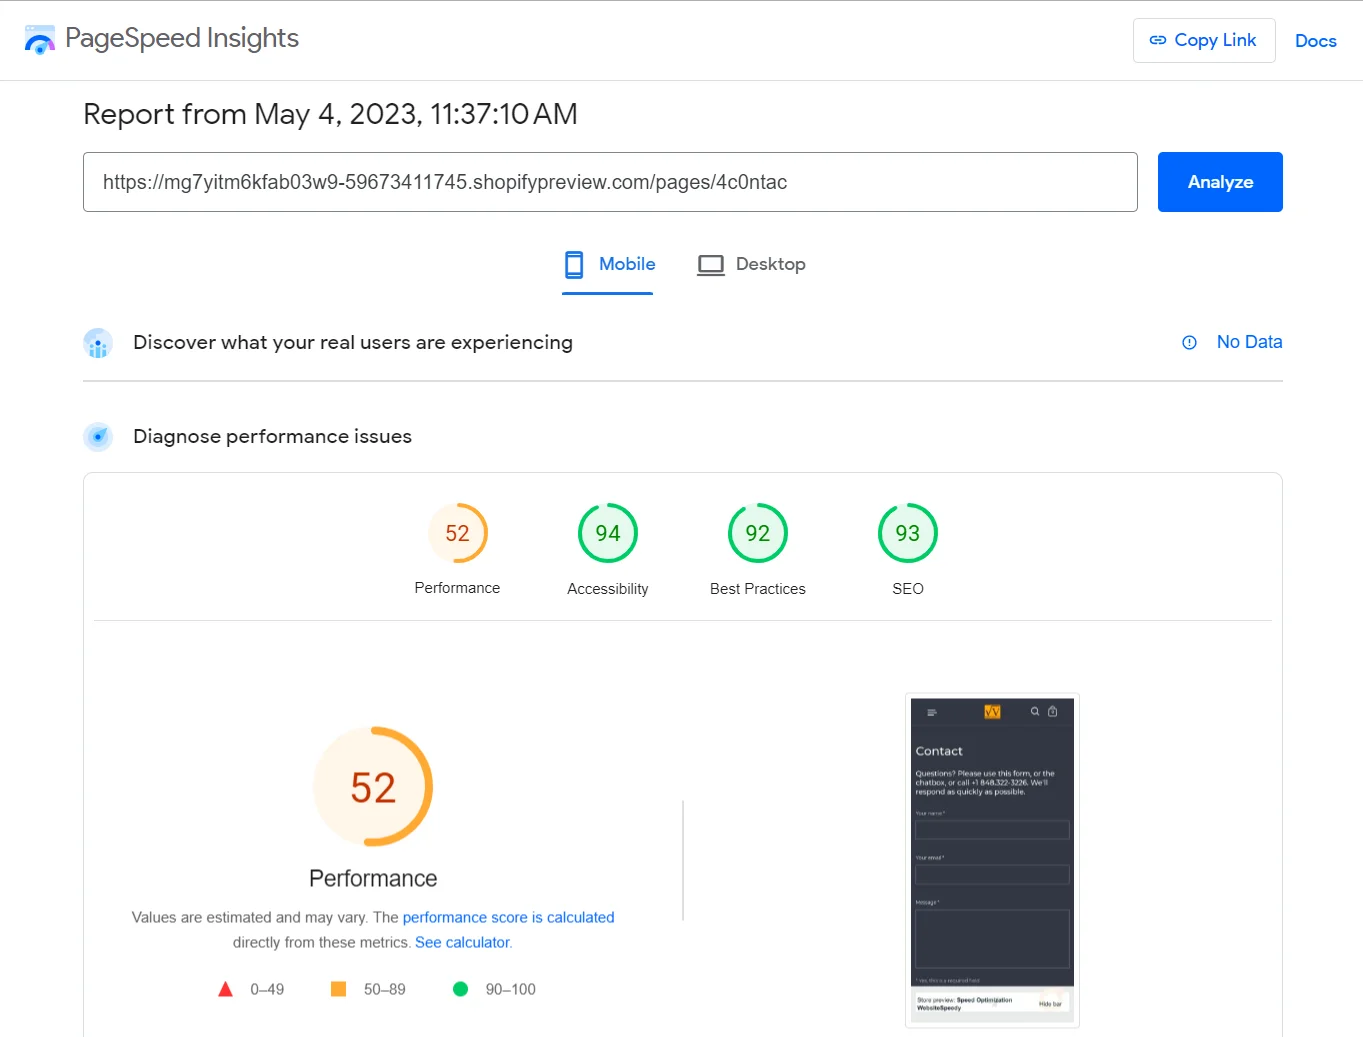 PageSpeed Insights
Copy Link
Docs
Report from May 4, 2023, 11:37:10 AM
https://mg7yitm6kfab03w9-59673411745.shopifypreview.com/pages/4c0ntac
Analyze
Mobile
Desktop
Discover what your real users are experiencing
No Data
Diagnose performance issues
52
94
92
93
Performance
Accessibility
Best Practices
SEO
52
Performance
Values are estimated and may vary. The performance score is calculated
directly from these metrics. See calculator.
0–49
50–89
90–100
Contact
Questions? Please use this form, or the
chatbox, or call +1 848.322-3226. We'll
respond as quickly as possible.
Your name *
Your email *
Message *
* Yes, this is a required field
Store preview: Speed Optimization
WebsiteSpeedy
Hide bar